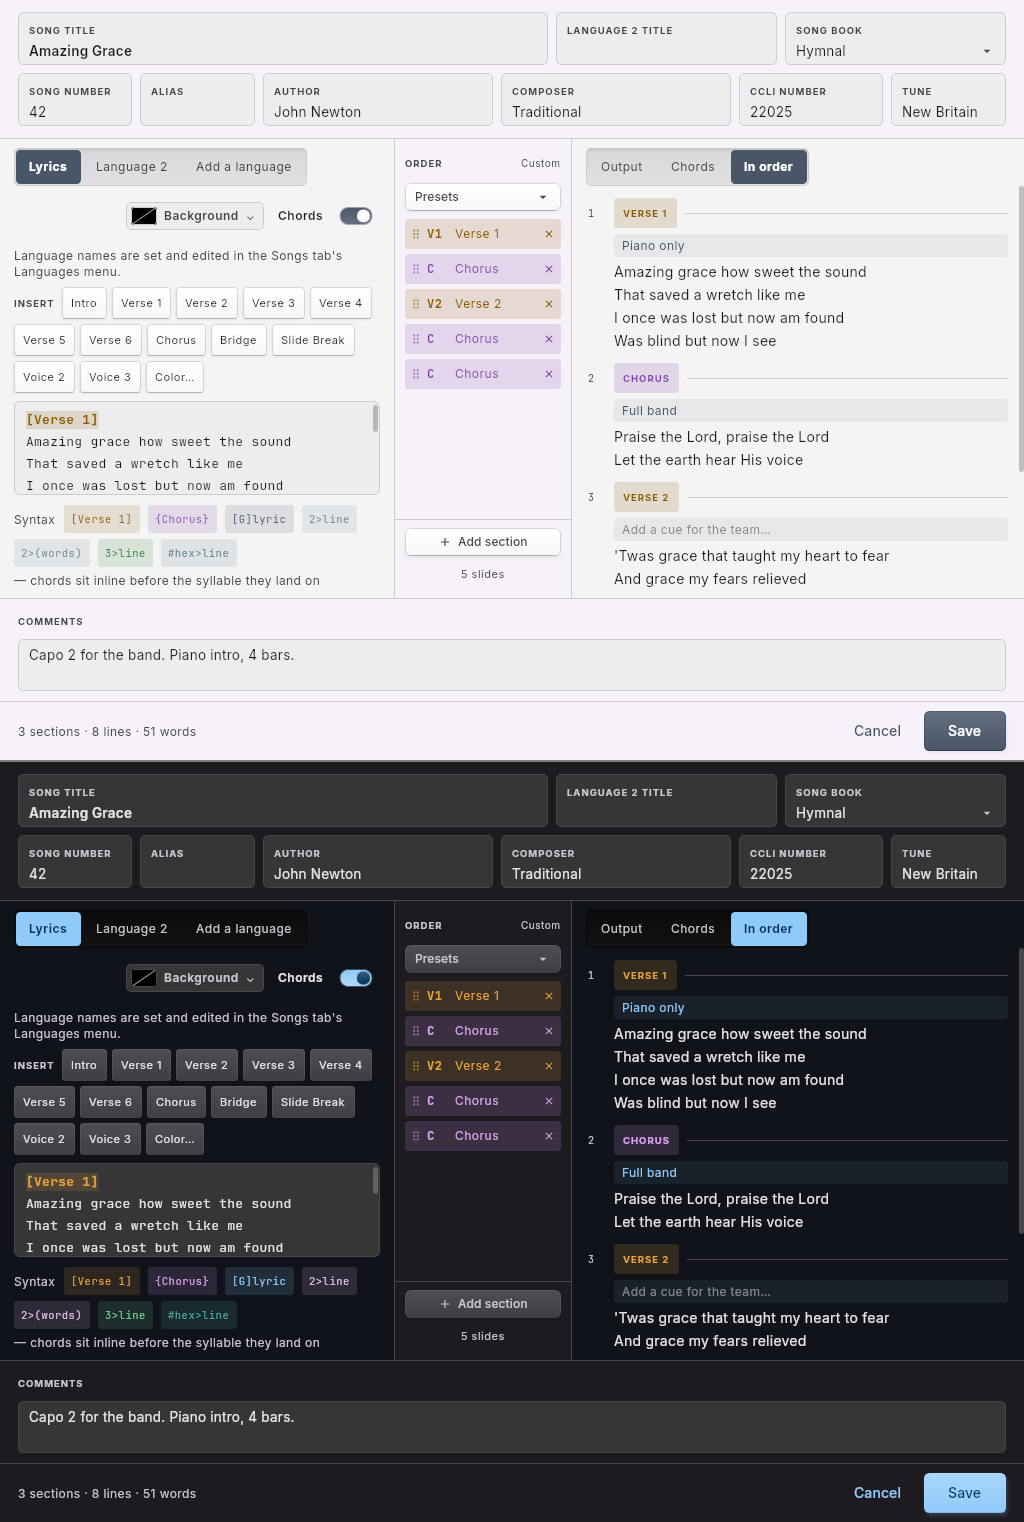 SONG TITLE
Amazing Grace
LANGUAGE 2 TITLE
SONG BOOK
Hymnal
SONG NUMBER
42
ALIAS
AUTHOR
John Newton
COMPOSER
Traditional
CCLI NUMBER
22025
TUNE
New Britain
Lyrics Language 2 Add a language
Background Chords
Language names are set and edited in the Songs tab's
Languages menu.
INSERT Intro Verse 1 Verse 2 Verse 3 Verse 4
Verse 5 Verse 6 Chorus Bridge Slide Break
Voice 2 Voice 3 Color...
[Verse 1]
Amazing grace how sweet the sound
That saved a wretch like me
I once was lost but now am found
Syntax [Verse 1] {Chorus} [G]lyric 2>line
2>(words) 3>line #hex>line
— chords sit inline before the syllable they land on
ORDER Custom
Presets
V1 Verse 1 ×
C Chorus ×
V2 Verse 2 ×
C Chorus ×
C Chorus ×
+ Add section
5 slides
Output Chords In order
1 VERSE 1
Piano only
Amazing grace how sweet the sound
That saved a wretch like me
I once was lost but now am found
Was blind but now I see
2 CHORUS
Full band
Praise the Lord, praise the Lord
Let the earth hear His voice
3 VERSE 2
Add a cue for the team...
'Twas grace that taught my heart to fear
And grace my fears relieved
COMMENTS
Capo 2 for the band. Piano intro, 4 bars.
3 sections · 8 lines · 51 words
Cancel Save
SONG TITLE
Amazing Grace
LANGUAGE 2 TITLE
SONG BOOK
Hymnal
SONG NUMBER
42
ALIAS
AUTHOR
John Newton
COMPOSER
Traditional
CCLI NUMBER
22025
TUNE
New Britain
Lyrics Language 2 Add a language
Background Chords
Language names are set and edited in the Songs tab's
Languages menu.
INSERT Intro Verse 1 Verse 2 Verse 3 Verse 4
Verse 5 Verse 6 Chorus Bridge Slide Break
Voice 2 Voice 3 Color...
[Verse 1]
Amazing grace how sweet the sound
That saved a wretch like me
I once was lost but now am found
Syntax [Verse 1] {Chorus} [G]lyric 2>line
2>(words) 3>line #hex>line
— chords sit inline before the syllable they land on
ORDER Custom
Presets
V1 Verse 1 ×
C Chorus ×
V2 Verse 2 ×
C Chorus ×
C Chorus ×
+ Add section
5 slides
Output Chords In order
1 VERSE 1
Piano only
Amazing grace how sweet the sound
That saved a wretch like me
I once was lost but now am found
Was blind but now I see
2 CHORUS
Full band
Praise the Lord, praise the Lord
Let the earth hear His voice
3 VERSE 2
Add a cue for the team...
'Twas grace that taught my heart to fear
And grace my fears relieved
COMMENTS
Capo 2 for the band. Piano intro, 4 bars.
3 sections · 8 lines · 51 words
Cancel Save